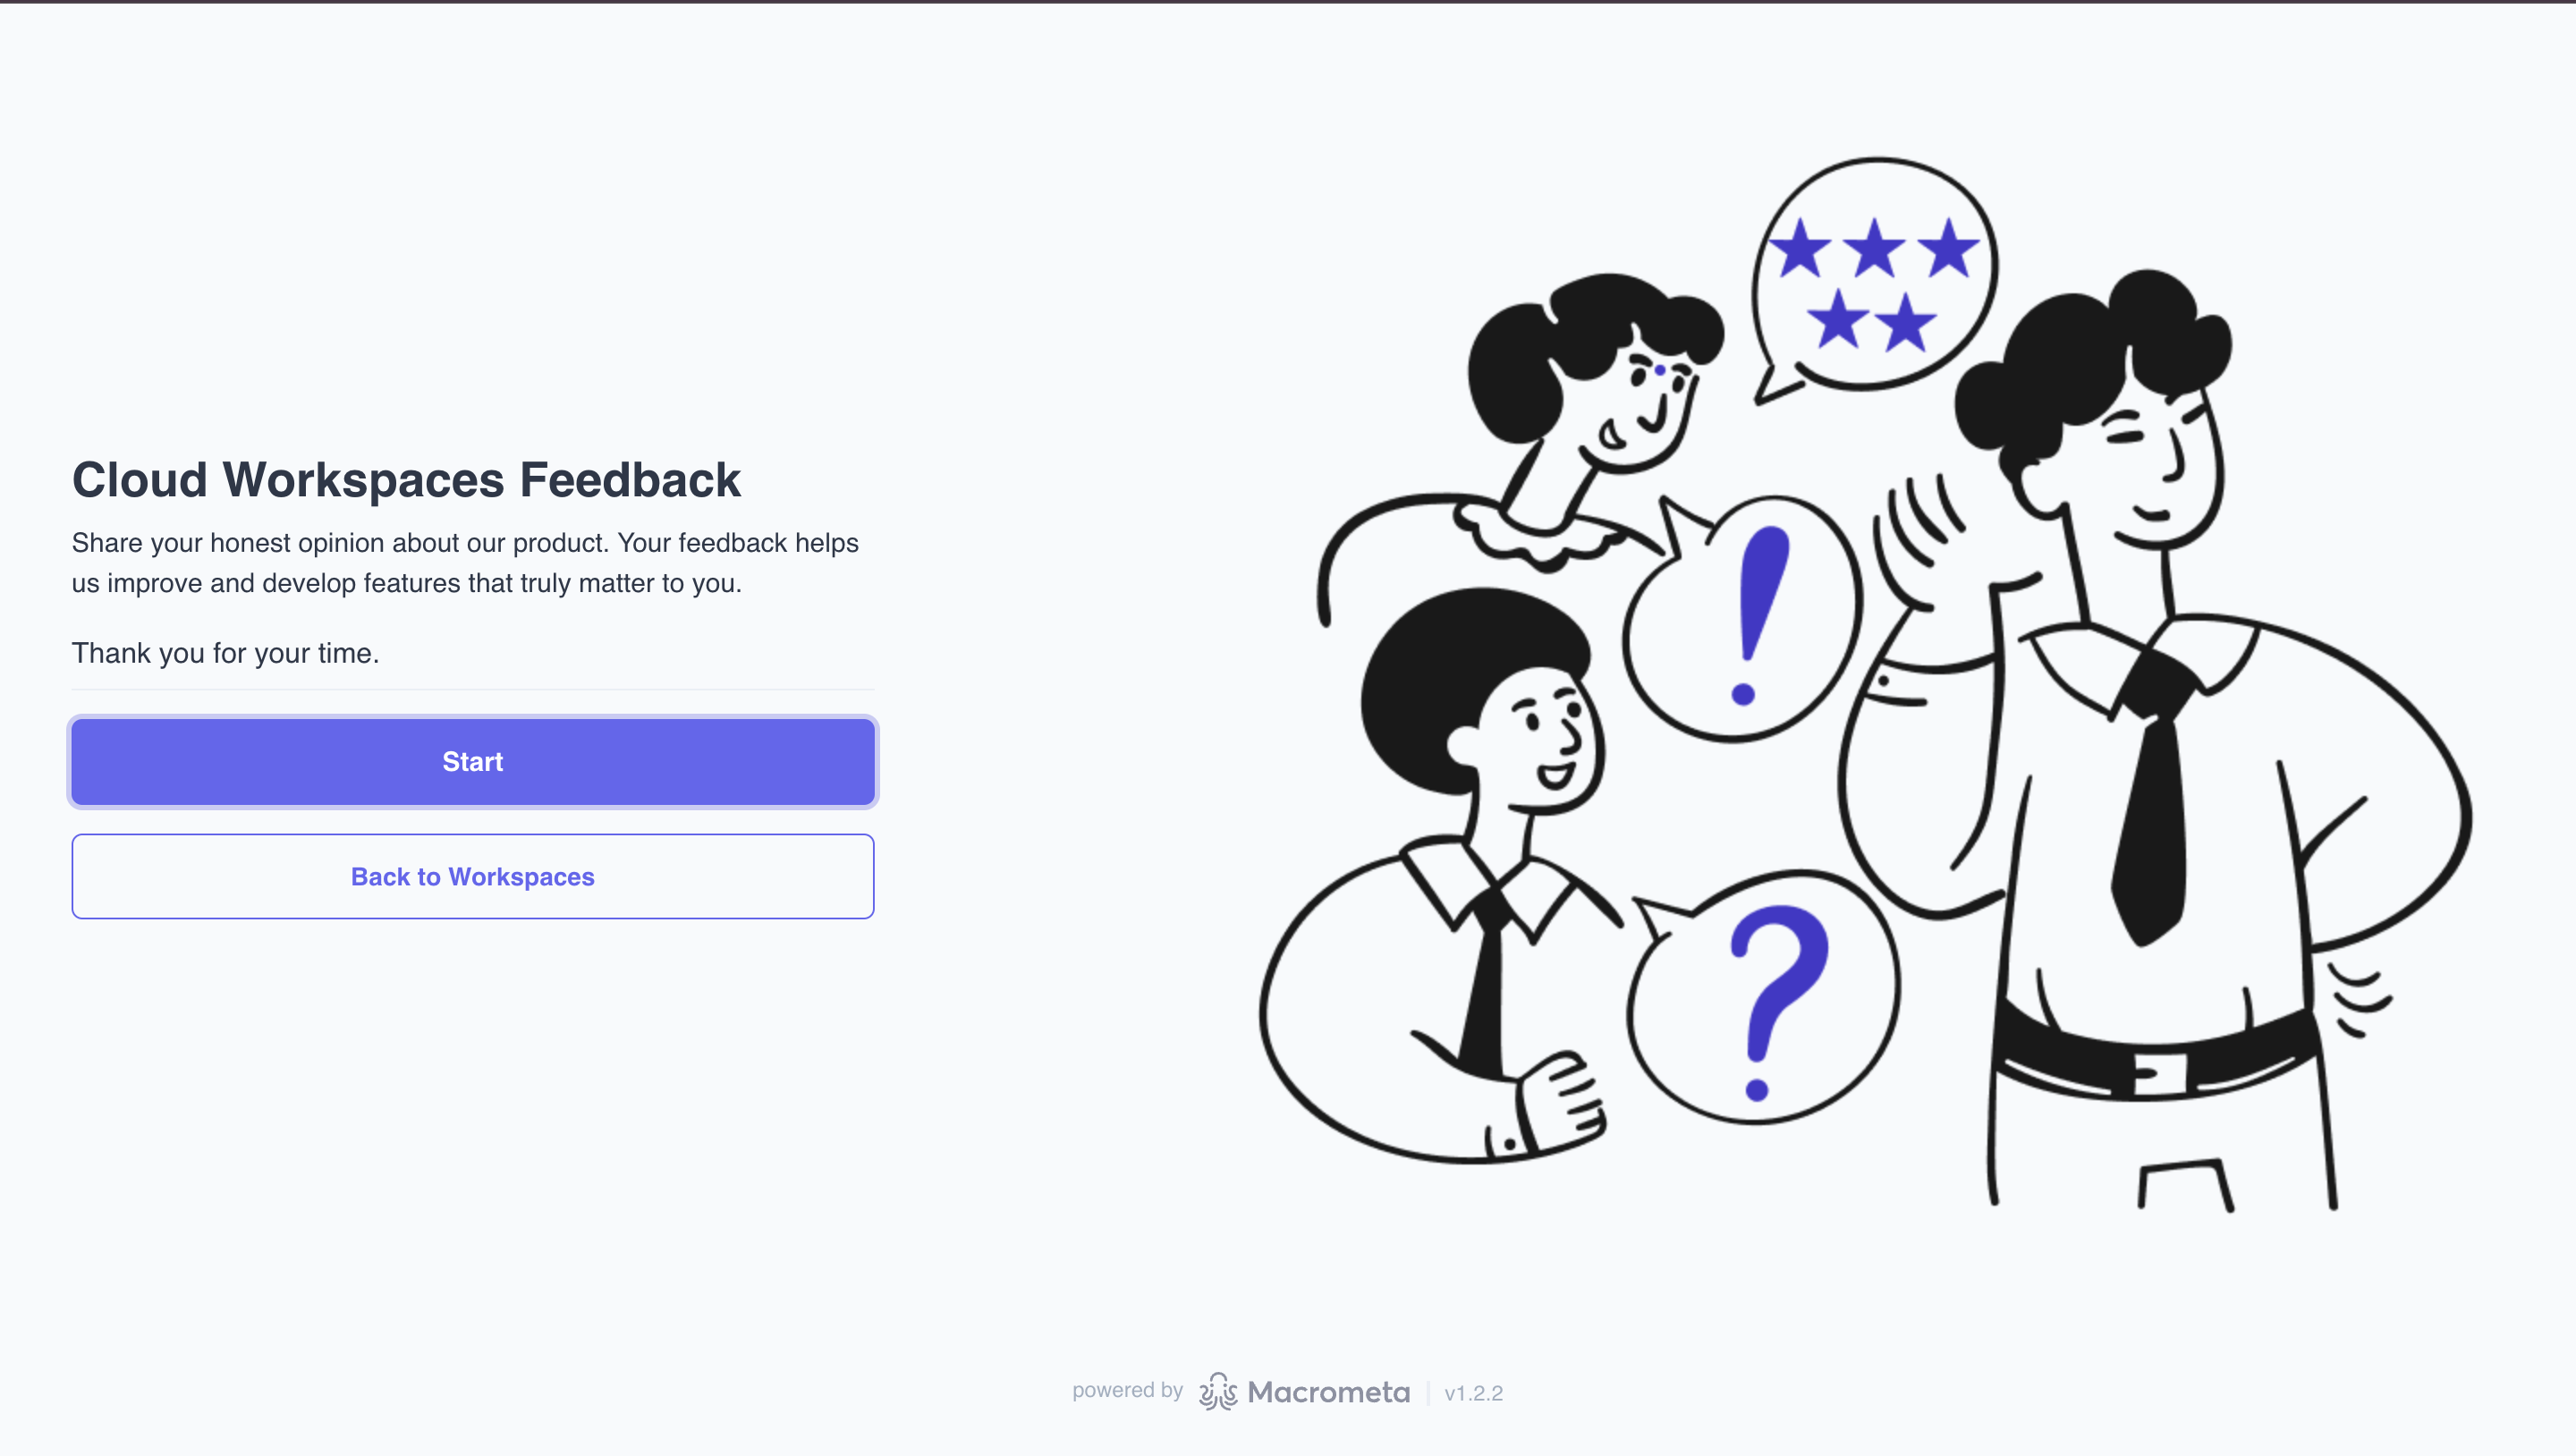 Cloud Workspaces Feedback
Share your honest opinion about our product. Your feedback helps
us improve and develop features that truly matter to you.
Thank you for your time.
Start
Back to Workspaces
!
?
powered by Macrometa | v1.2.2